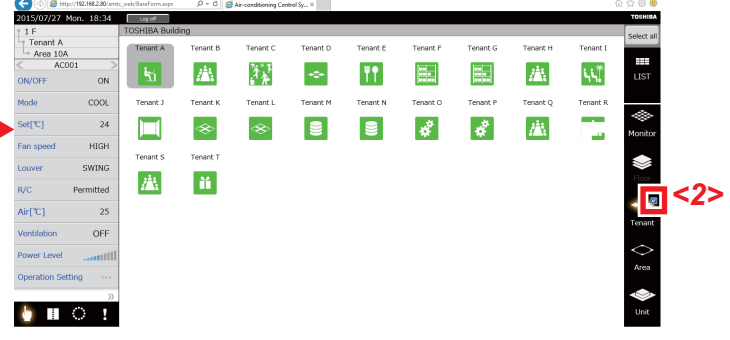 http://192.168.2.80/amtc_web/BaseForm.aspx
Air-conditioning Control Sy...
2015/07/27 Mon. 18:34
Log off
TOSHIBA
1 F
Tenant A
Area 10A
AC001
ON/OFF ON
Mode COOL
Set[℃] 24
Fan speed HIGH
Louver SWING
R/C Permitted
Air[℃] 25
Ventilation OFF
Power Level
Operation Setting
TOSHIBA Building
Tenant A Tenant B Tenant C Tenant D Tenant E Tenant F Tenant G Tenant H Tenant I
Tenant J Tenant K Tenant L Tenant M Tenant N Tenant O Tenant P Tenant Q Tenant R
Tenant S Tenant T
Select all
LIST
Monitor
Floor
<2>
Tenant
Area
Unit